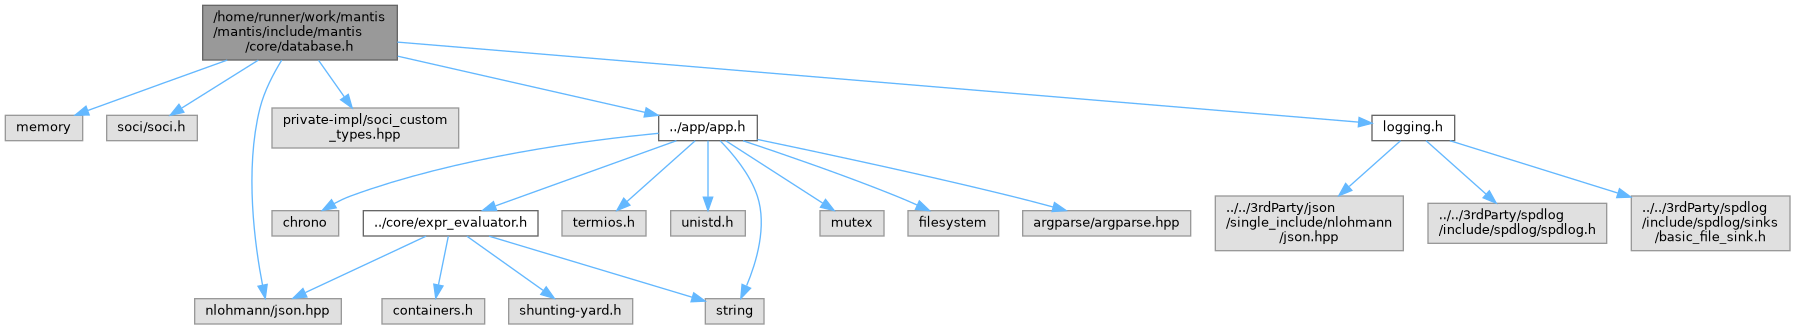 /home/runner/work/mantis
/mantis/include/mantis
/core/database.h
memory
soci/soci.h
private-impl/soci_custom
_types.hpp
../app/app.h
logging.h
chrono
../core/expr_evaluator.h
termios.h
unistd.h
mutex
filesystem
argparse/argparse.hpp
../../3rdParty/json
/single_include/nlohmann
/json.hpp
../../3rdParty/spdlog
/include/spdlog/spdlog.h
../../3rdParty/spdlog
/include/spdlog/sinks
/basic_file_sink.h
nlohmann/json.hpp
containers.h
shunting-yard.h
string